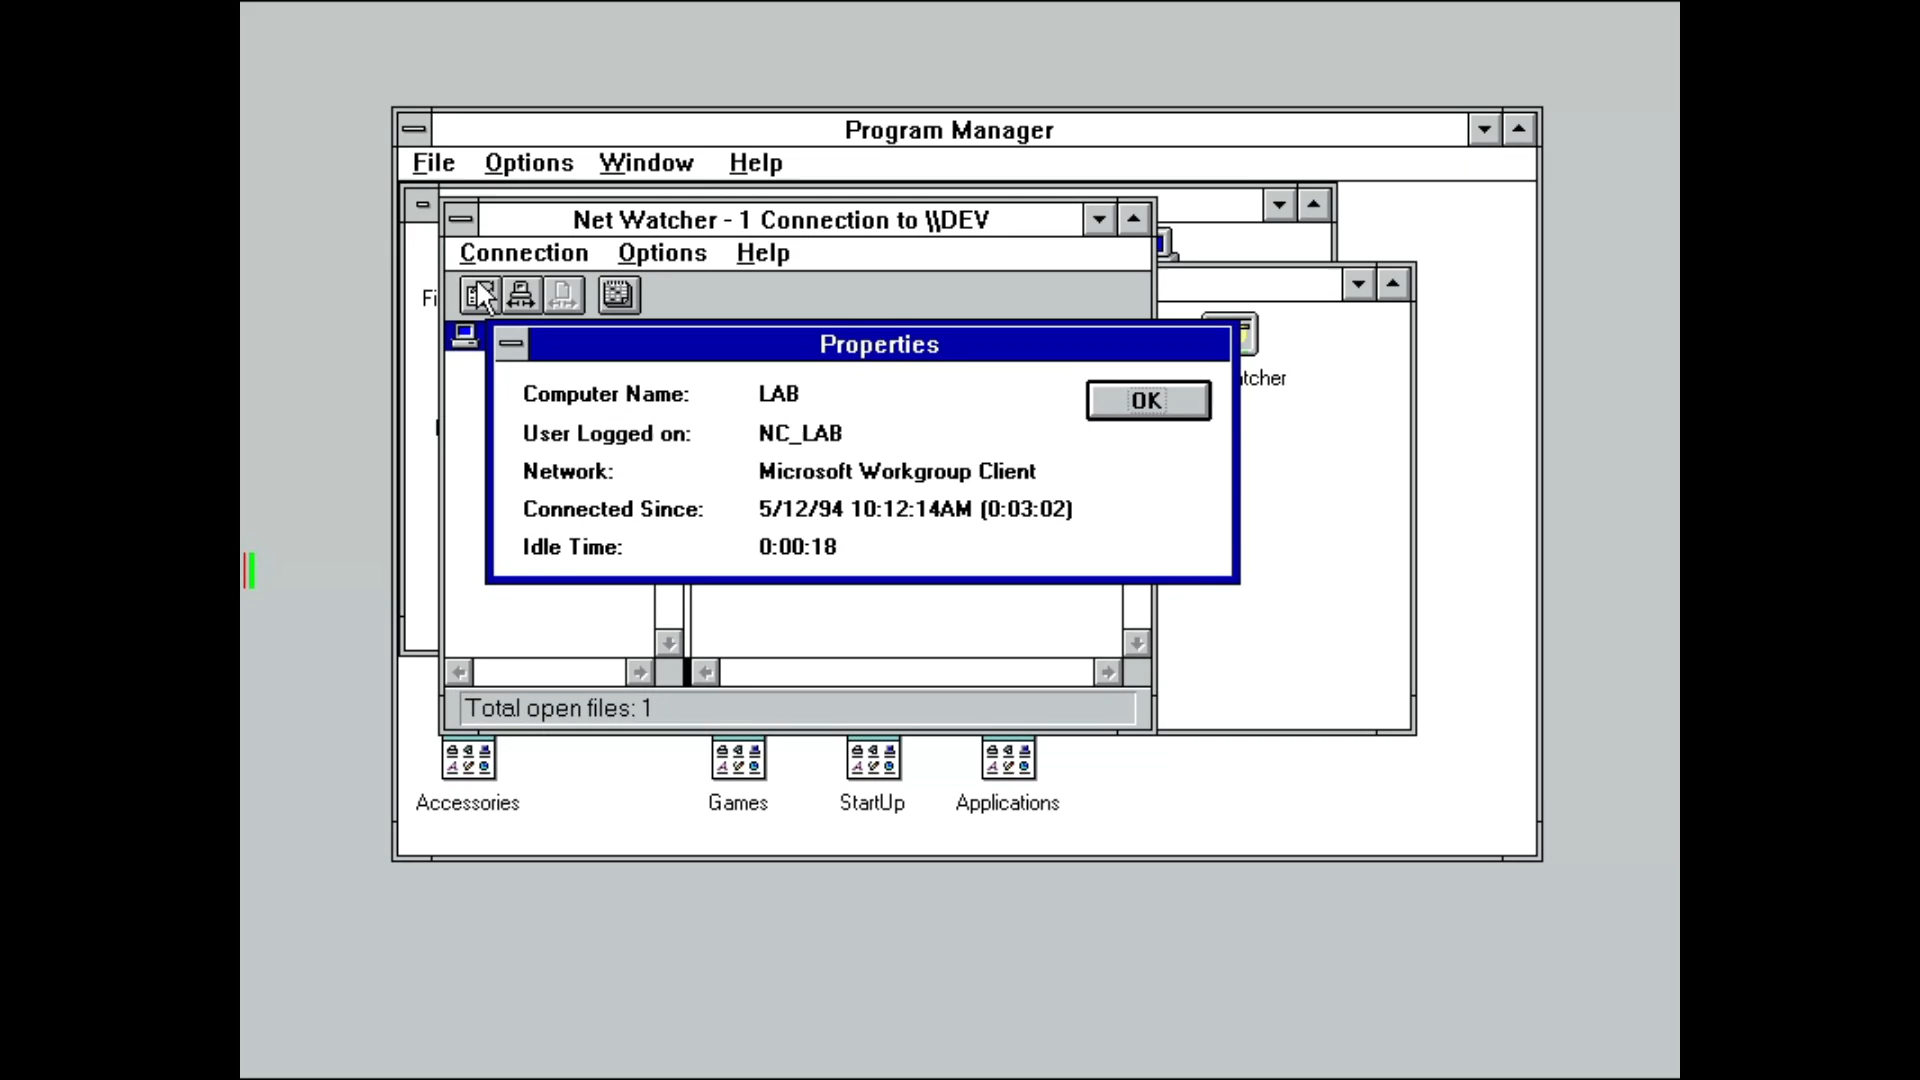 Program Manager
File Options Window Help
Net Watcher - 1 Connection to \\DEV
Connection Options Help
Fi
Properties
tcher
Computer Name: LAB
OK
User Logged on: NC_LAB
Network: Microsoft Workgroup Client
Connected Since: 5/12/94 10:12:14AM (0:03:02)
Idle Time: 0:00:18
Total open files: 1
Accessories Games StartUp Applications